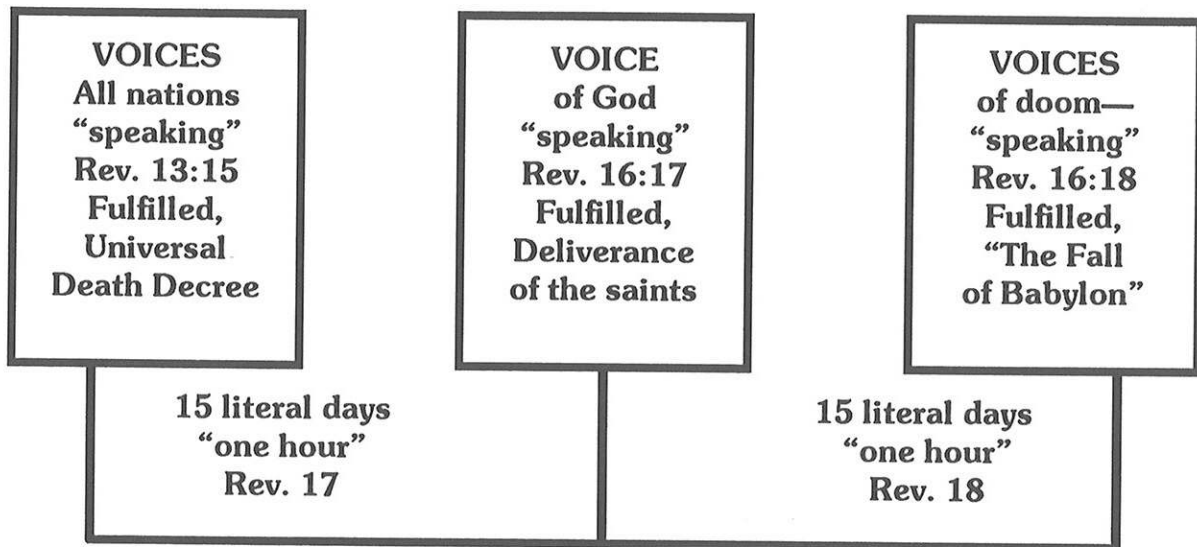 VOICES
All nations
“speaking”
Rev. 13:15
Fulfilled,
Universal
Death Decree
VOICE
of God
“speaking”
Rev. 16:17
Fulfilled,
Deliverance
of the saints
VOICES
of doom—
“speaking”
Rev. 16:18
Fulfilled,
“The Fall
of Babylon”
15 literal days
“one hour”
Rev. 17
15 literal days
“one hour”
Rev. 18